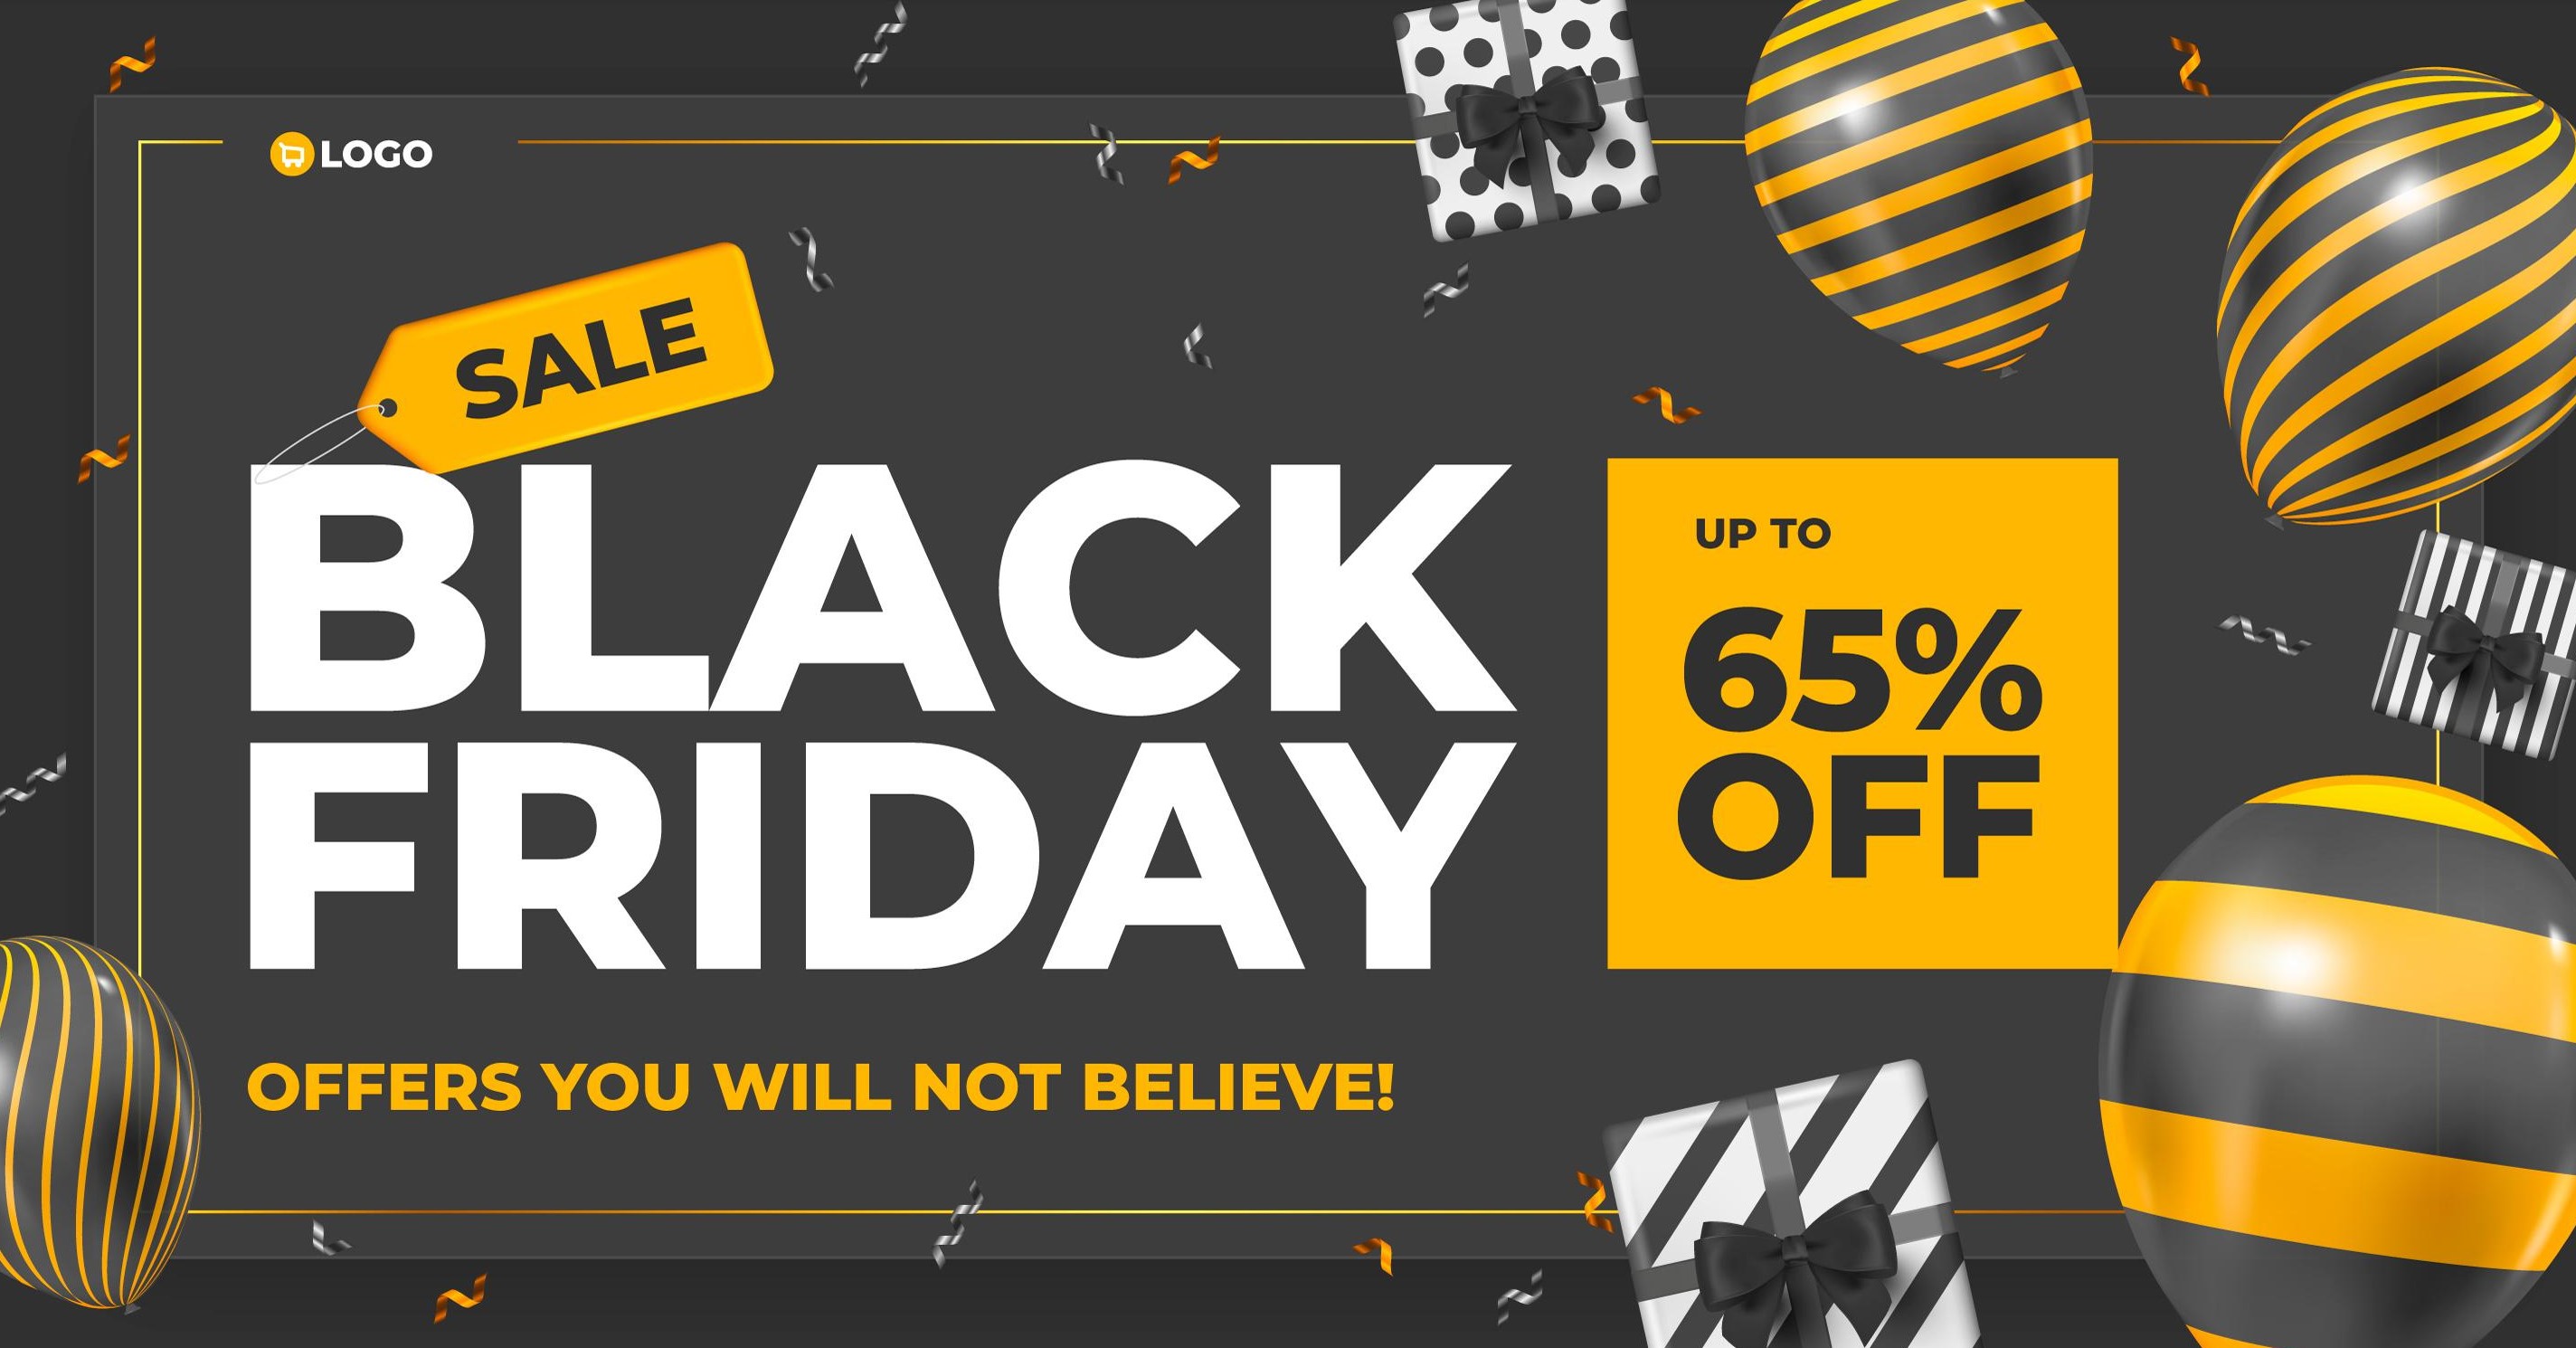 LOGO
SALE
BLACK
FRIDAY
UP TO
65%
OFF
OFFERS YOU WILL NOT BELIEVE!